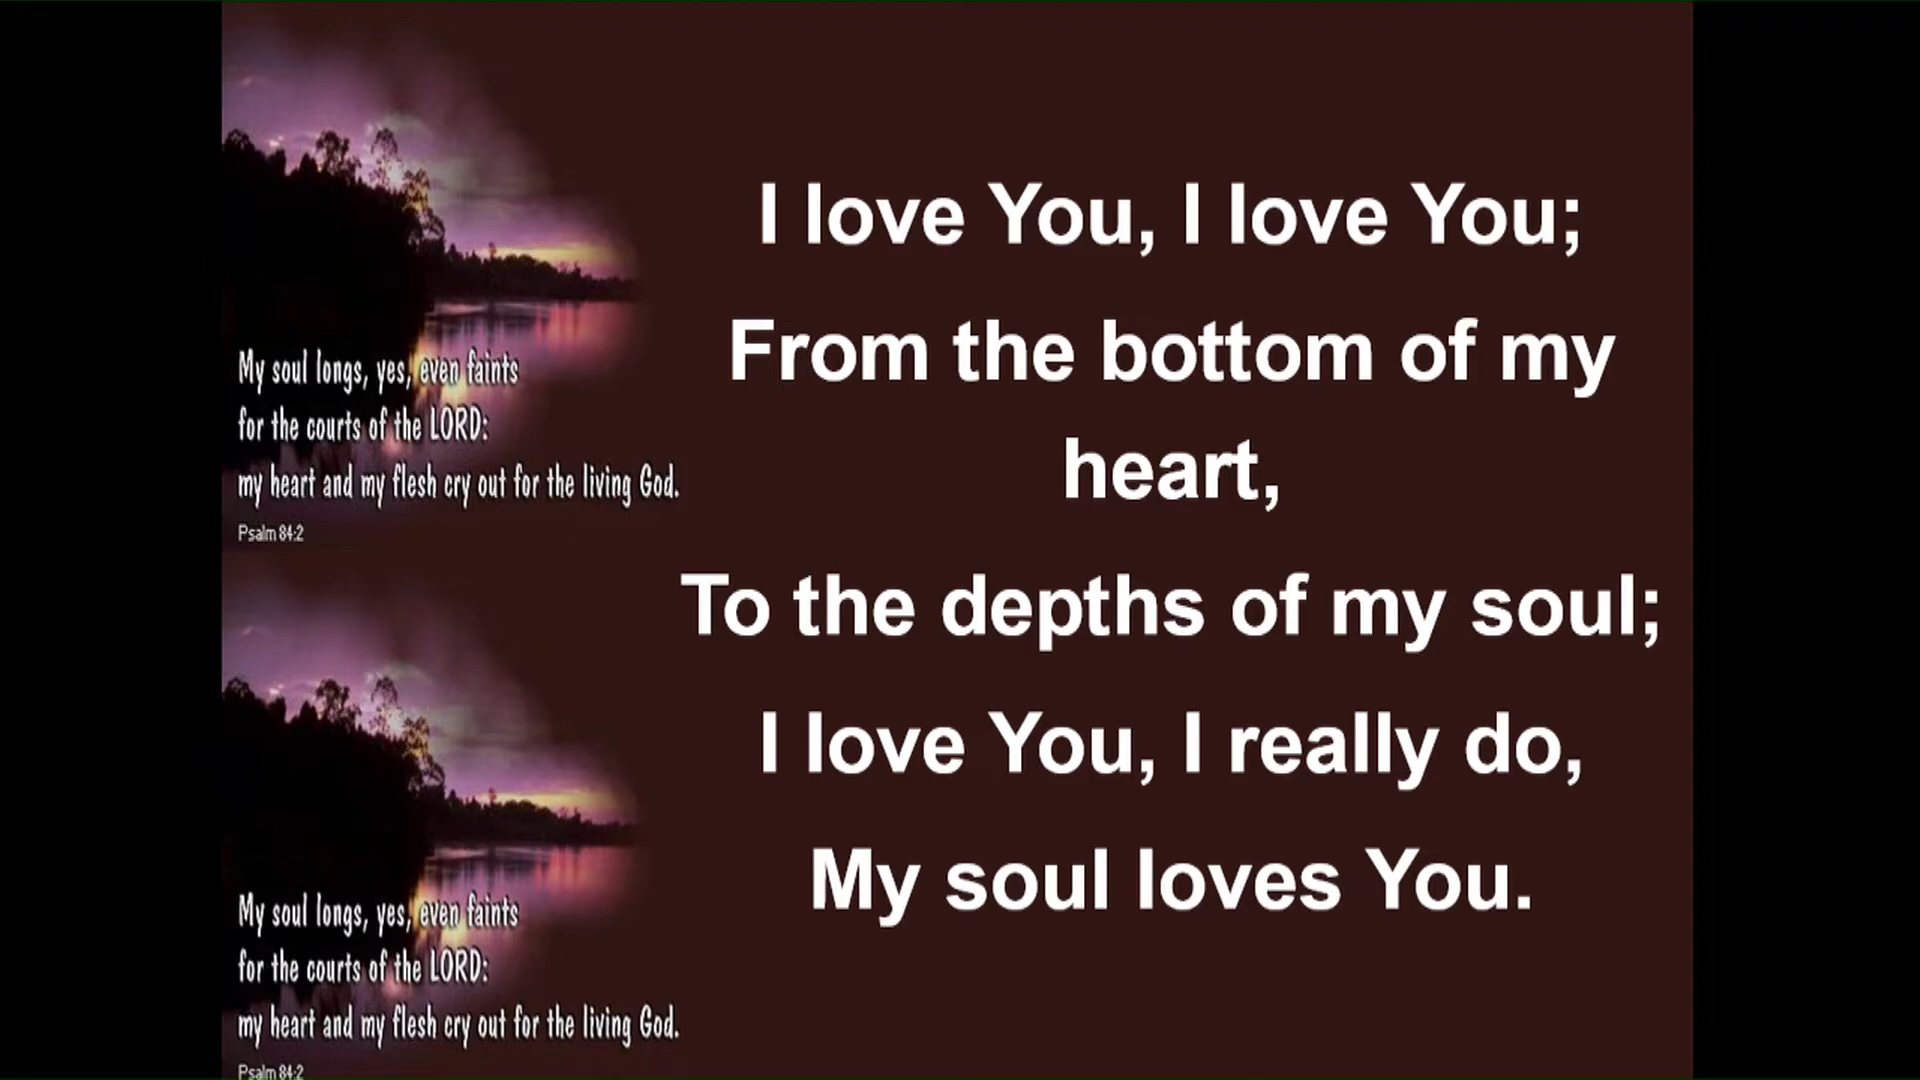 My soul longs, yes, even faints
for the courts of the LORD:
my heart and my flesh cry out for the living God.
Psalm 84:2
My soul longs, yes, even faints
for the courts of the LORD:
my heart and my flesh cry out for the living God.
Psalm 84:2
I love You, I love You;
From the bottom of my
heart,
To the depths of my soul;
I love You, I really do,
My soul loves You.